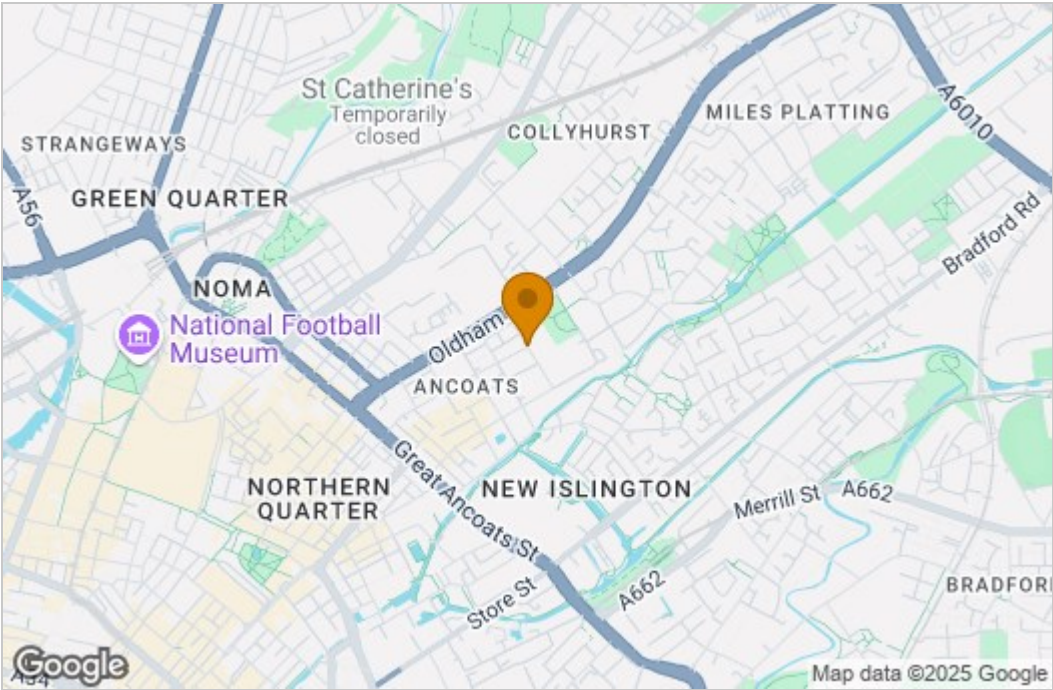 St Catherine's
Temporarily
closed
COLLYHURST
MILES PLATTING
A6010
STRANGEWAYS
GREEN QUARTER
A56
Bradford Rd
NOMA
National Football
Museum
Oldham
ANCOATS
NORTHERN
QUARTER
Great Ancoats St
NEW ISLINGTON
Merrill St
A662
Store St
A662
BRADFOR
Google
A34
Map data ©2025 Google